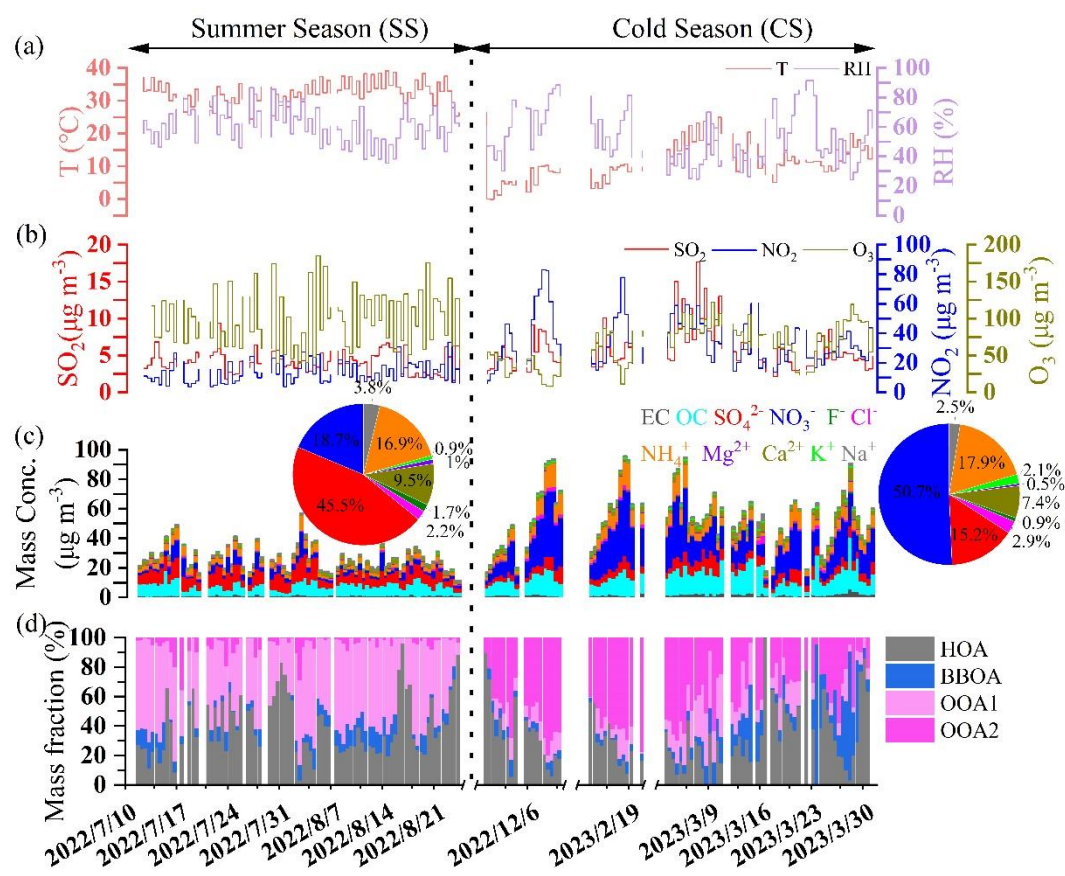 Summer Season (SS) Cold Season (CS)
(a)
T RH
40 30 20 10 0
T (°C)
100 80 60 40 20 0
RH (%)
(b)
SO₂ NO₂ O₃
20 15 10 5 0
SO₂ (μg m⁻³)
100 80 60 40 20 0
NO₂ (μg m⁻³)
200 150 100 50 0
O₃ (μg m⁻³)
(c)
EC OC SO₄²⁻ NO₃⁻ F⁻ Cl⁻
NH₄⁺ Mg²⁺ Ca²⁺ K⁺ Na⁺
100 80 60 40 20 0
Mass Conc.
(μg m⁻³)
3.8%
16.9%
0.9%
1%
9.5%
1.7%
2.2%
45.5%
18.7%
2.5%
17.9%
2.1%
0.5%
7.4%
0.9%
2.9%
15.2%
50.7%
(d)
100 80 60 40 20 0
Mass fraction (%)
HOA
BBOA
OOA1
OOA2
2022/7/10 2022/7/17 2022/7/24 2022/7/31 2022/8/7 2022/8/14 2022/8/21 2022/12/6 2023/2/19 2023/3/9 2023/3/16 2023/3/23 2023/3/30